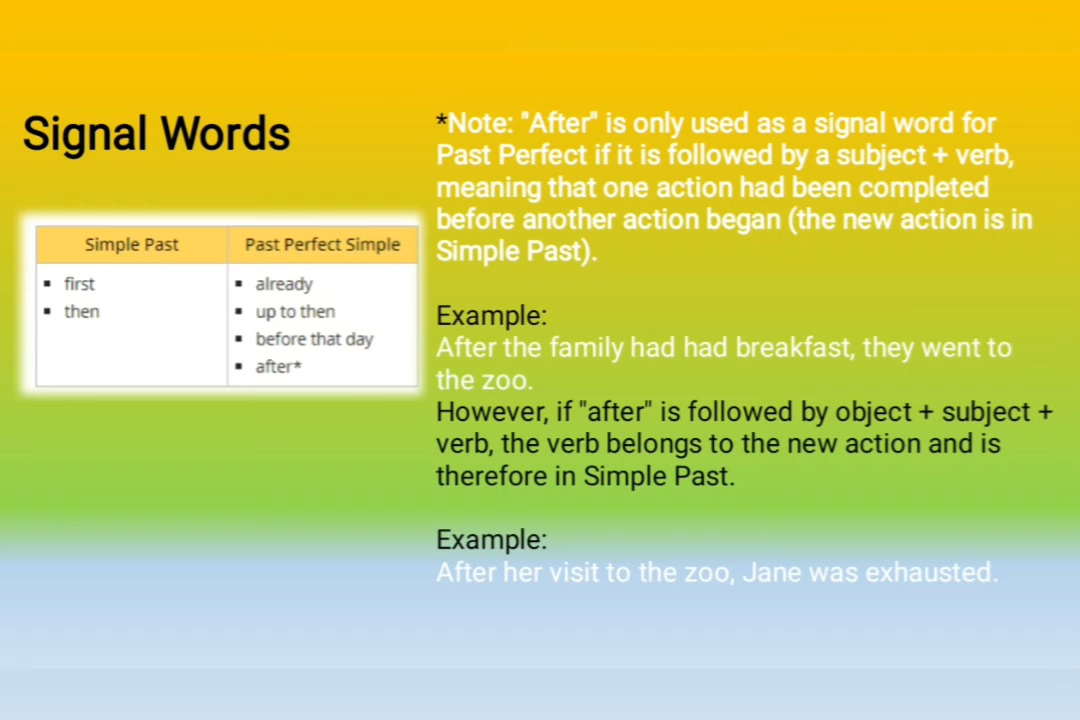 Signal Words
Simple Past
Past Perfect Simple
▪ first
▪ then
▪ already
▪ up to then
▪ before that day
▪ after*
*Note: "After" is only used as a signal word for
Past Perfect if it is followed by a subject + verb,
meaning that one action had been completed
before another action began (the new action is in
Simple Past).
Example:
After the family had had breakfast, they went to
the zoo.
However, if "after" is followed by object + subject +
verb, the verb belongs to the new action and is
therefore in Simple Past.
Example:
After her visit to the zoo, Jane was exhausted.